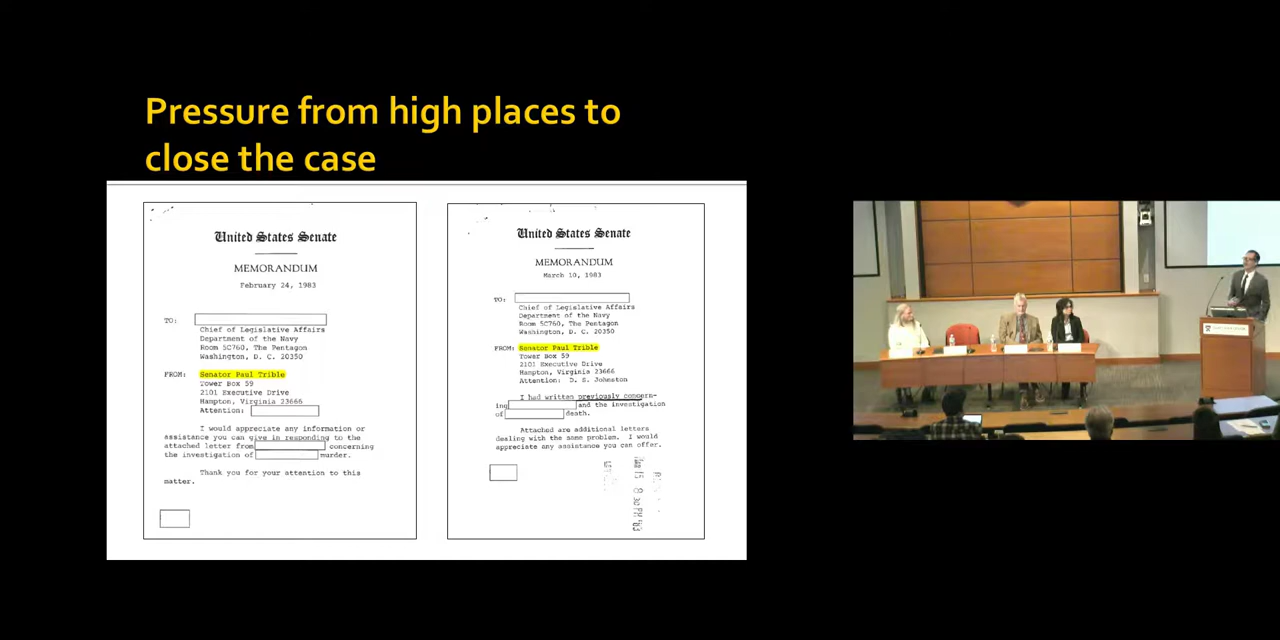 Pressure from high places to
close the case
United States Senate
MEMORANDUM
February 24, 1983
TO:
Chief of Legislative Affairs
Department of the Navy
Room 5C760, The Pentagon
Washington, D. C. 20350
FROM: Senator Paul Trible
Tower Box 59
2101 Executive Drive
Hampton, Virginia 23666
Attention:
I would appreciate any information or
assistance you can give in responding to the
attached letter from concerning
the investigation of murder.
Thank you for your attention to this
matter.
United States Senate
MEMORANDUM
March 10, 1983
TO:
Chief of Legislative Affairs
Department of the Navy
Room 5C760, The Pentagon
Washington, D. C. 20350
FROM: Senator Paul Trible
Tower Box 59
2101 Executive Drive
Hampton, Virginia 23666
Attention: D. S. Johnston
I had written previously concern-
ing and the investigation
of death.
Attached are additional letters
dealing with the same problem. I would
appreciate any assistance you can offer.